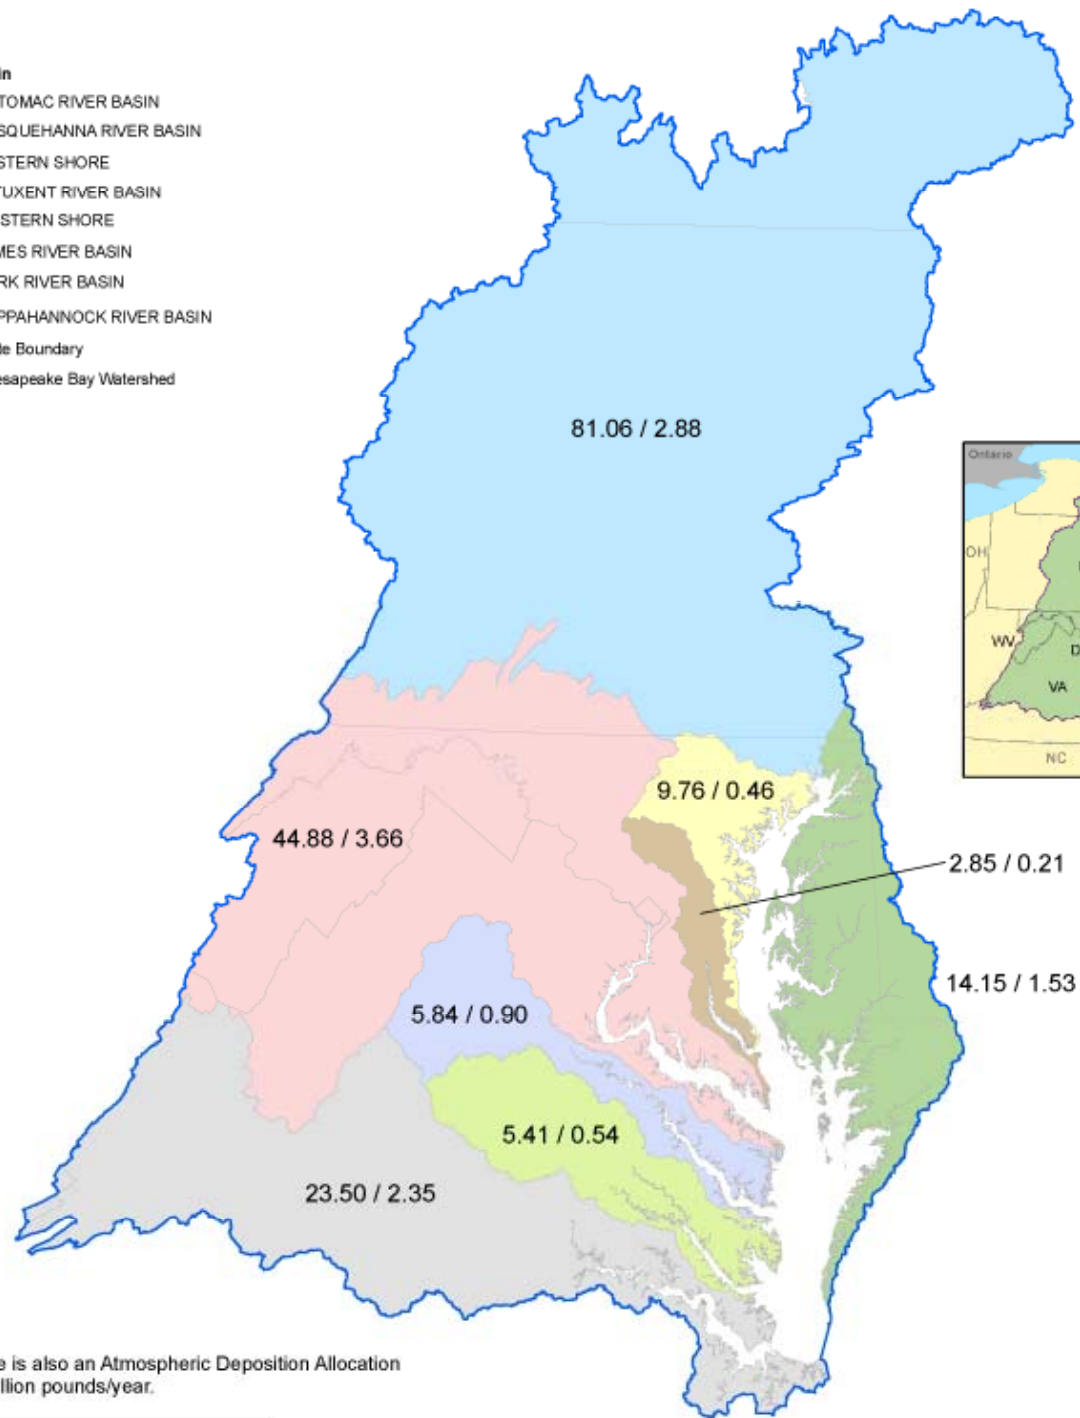 in
TOMAC RIVER BASIN
SQUEHANNA RIVER BASIN
STERN SHORE
TUXENT RIVER BASIN
STERN SHORE
MES RIVER BASIN
RK RIVER BASIN
PPAHANNOCK RIVER BASIN
te Boundary
esapeake Bay Watershed
81.06 / 2.88
Ontario
OH
WV
D
VA
NC
9.76 / 0.46
44.88 / 3.66
2.85 / 0.21
14.15 / 1.53
5.84 / 0.90
5.41 / 0.54
23.50 / 2.35
e is also an Atmospheric Deposition Allocation
llion pounds/year.